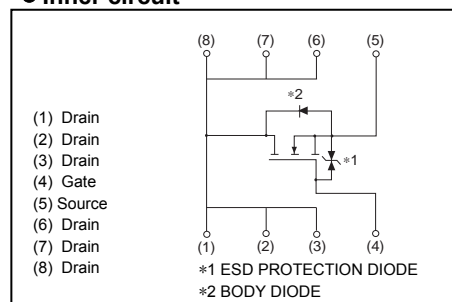 Inner circuit
(8) (7) (6) (5)
*2
*1
(1) Drain
(2) Drain
(3) Drain
(4) Gate
(5) Source
(6) Drain
(7) Drain
(8) Drain
(1) (2) (3) (4)
*1 ESD PROTECTION DIODE
*2 BODY DIODE